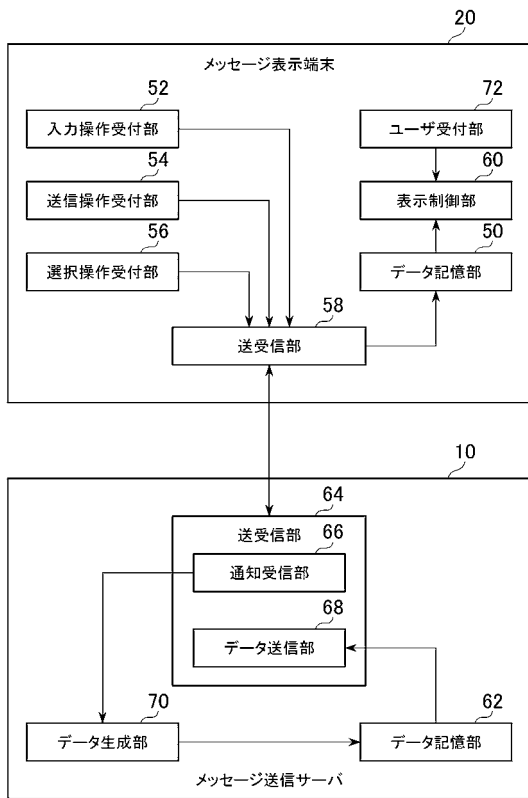 20
メッセージ表示端末
52
入力操作受付部
72
ユーザ受付部
54
送信操作受付部
60
表示制御部
56
選択操作受付部
50
データ記憶部
58
送受信部
10
64
送受信部
66
通知受信部
68
データ送信部
70
データ生成部
62
データ記憶部
メッセージ送信サーバ